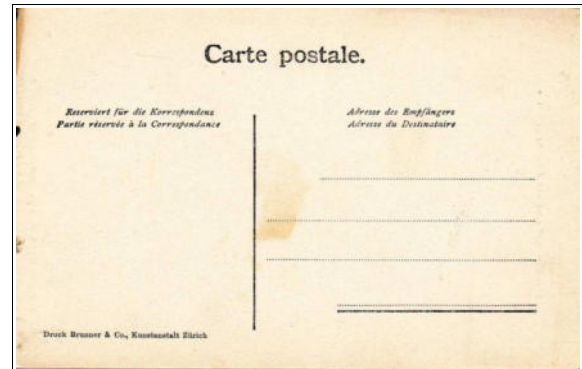 Carte postale.
Reserviert für die Korrespondenz
Partie réservée à la Correspondance
Adresse des Empfängers
Adresse du Destinataire
Druck Brunner & Co., Kunstanstalt Zürich